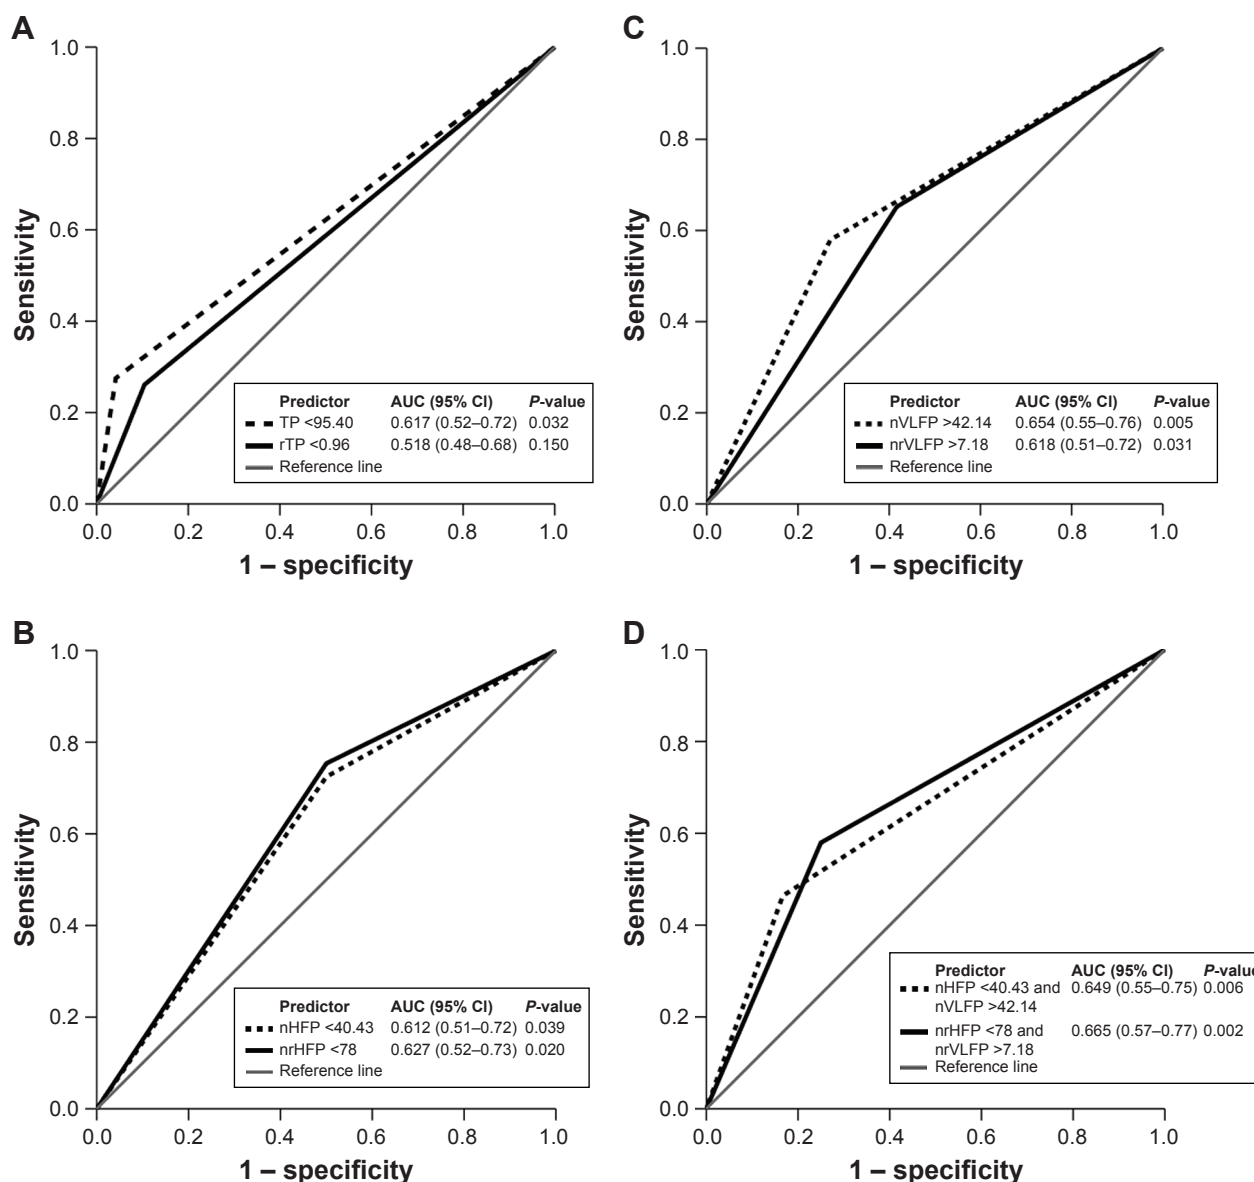 A
1.0
0.8
0.6
0.4
0.2
0.0
Sensitivity
Predictor AUC (95% CI) P-value
TP <95.40 0.617 (0.52–0.72) 0.032
rTP <0.96 0.518 (0.48–0.68) 0.150
Reference line
0.0 0.2 0.4 0.6 0.8 1.0
1 – specificity
C
1.0
0.8
0.6
0.4
0.2
0.0
Sensitivity
Predictor AUC (95% CI) P-value
nVLFP >42.14 0.654 (0.55–0.76) 0.005
nrVLFP >7.18 0.618 (0.51–0.72) 0.031
Reference line
0.0 0.2 0.4 0.6 0.8 1.0
1 – specificity
B
1.0
0.8
0.6
0.4
0.2
0.0
Sensitivity
Predictor AUC (95% CI) P-value
nHFP <40.43 0.612 (0.51–0.72) 0.039
nrHFP <78 0.627 (0.52–0.73) 0.020
Reference line
0.0 0.2 0.4 0.6 0.8 1.0
1 – specificity
D
1.0
0.8
0.6
0.4
0.2
0.0
Sensitivity
Predictor AUC (95% CI) P-value
nHFP <40.43 and 0.649 (0.55–0.75) 0.006
nVLFP >42.14
nrHFP <78 and 0.665 (0.57–0.77) 0.002
nrVLFP >7.18
Reference line
0.0 0.2 0.4 0.6 0.8 1.0
1 – specificity